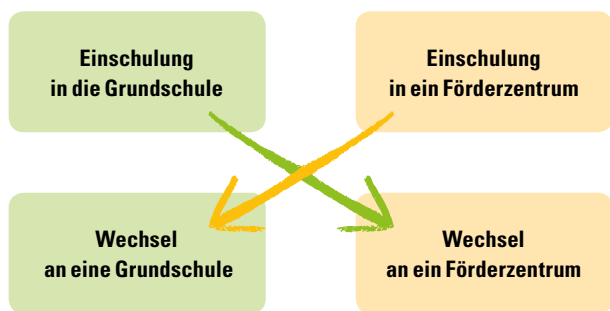 Einschulung
in die Grundschule
Einschulung
in ein Förderzentrum
Wechsel
an eine Grundschule
Wechsel
an ein Förderzentrum